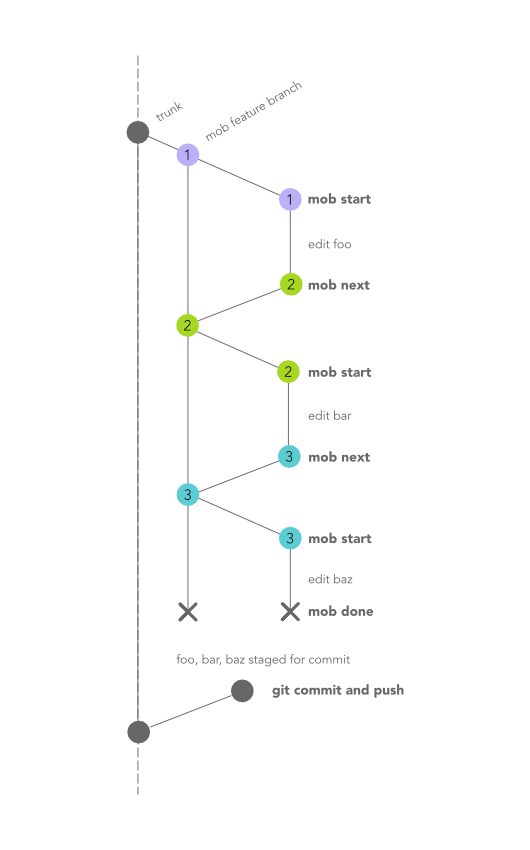 trunk
mob feature branch
1
1
mob start
edit foo
2
mob next
2
2
mob start
edit bar
3
mob next
3
3
mob start
edit baz
mob done
foo, bar, baz staged for commit
git commit and push